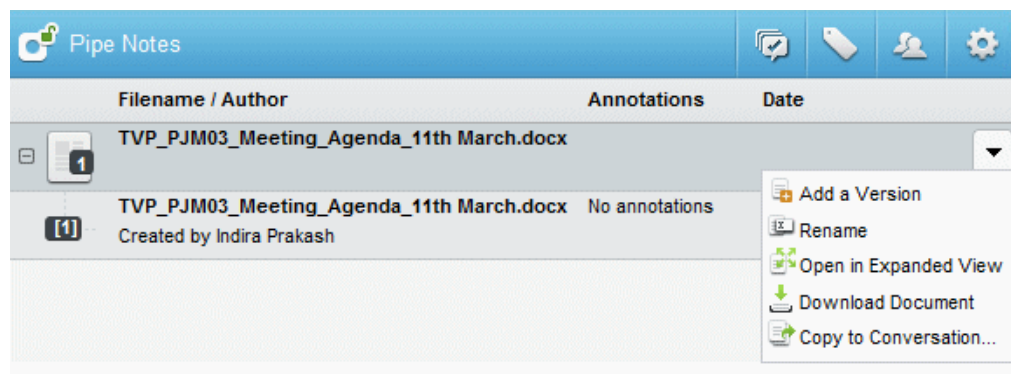 Pipe Notes
Filename / Author Annotations Date
TVP_PJM03_Meeting_Agenda_11th March.docx
1
TVP_PJM03_Meeting_Agenda_11th March.docx No annotations
[1]
Created by Indira Prakash
Add a Version
Rename
Open in Expanded View
Download Document
Copy to Conversation...